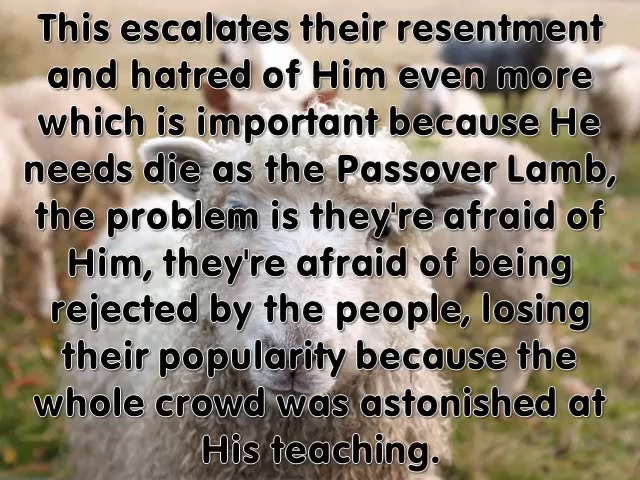 This escalates their resentment
and hatred of Him even more
which is important because He
needs die as the Passover Lamb,
the problem is they're afraid of
Him, they're afraid of being
rejected by the people, losing
their popularity because the
whole crowd was astonished at
His teaching.